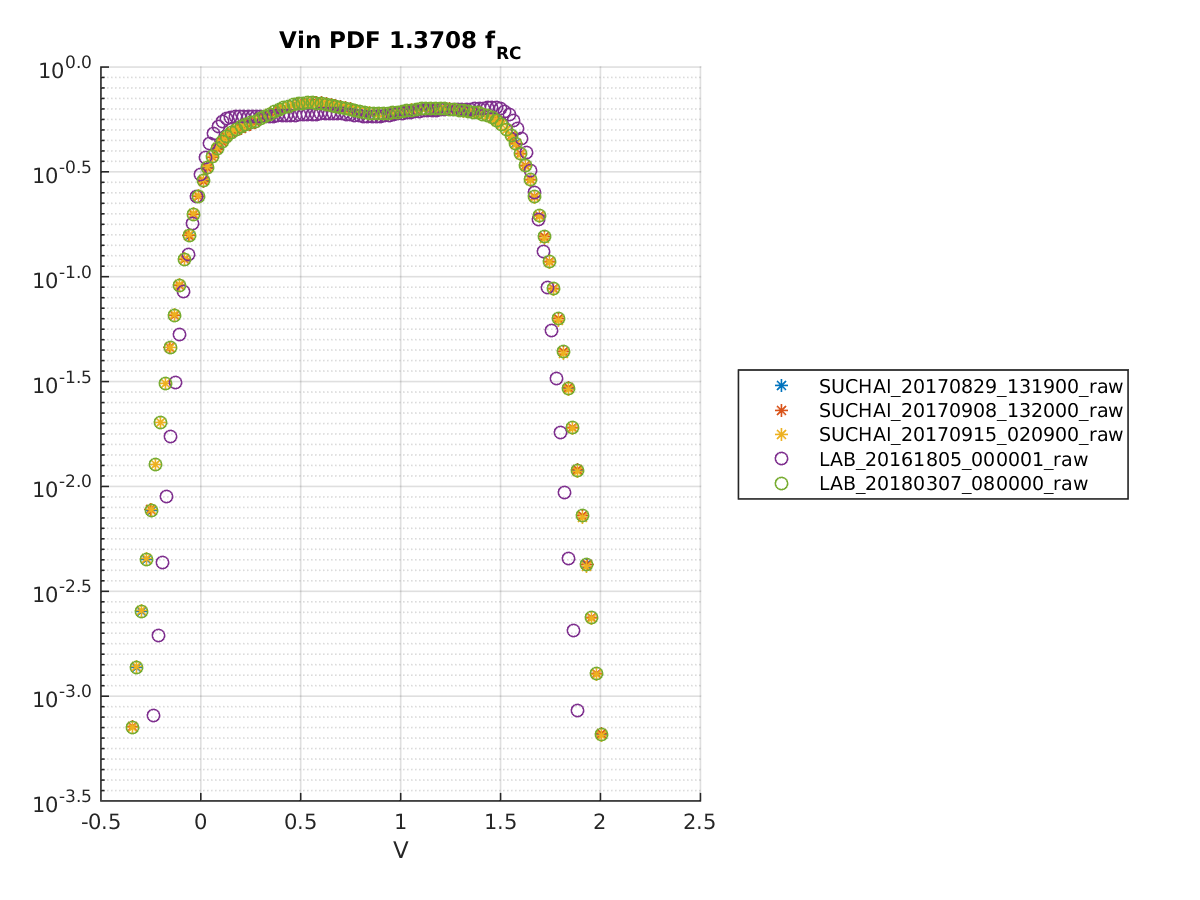 Vin PDF 1.3708 f_RC
10^0.0
10^-0.5
10^-1.0
10^-1.5
10^-2.0
10^-2.5
10^-3.0
10^-3.5
-0.5 0 0.5 1 1.5 2 2.5
V
SUCHAI_20170829_131900_raw
SUCHAI_20170908_132000_raw
SUCHAI_20170915_020900_raw
LAB_20161805_000001_raw
LAB_20180307_080000_raw